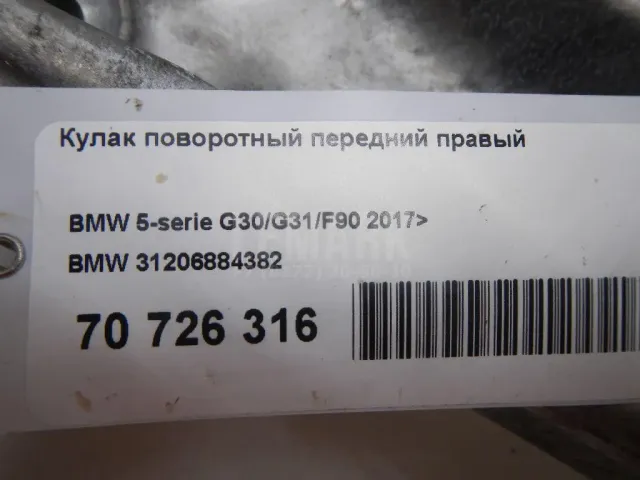 Кулак поворотный передний правый
BMW 5-serie G30/G31/F90 2017>
BMW 31206884382
70 726 316